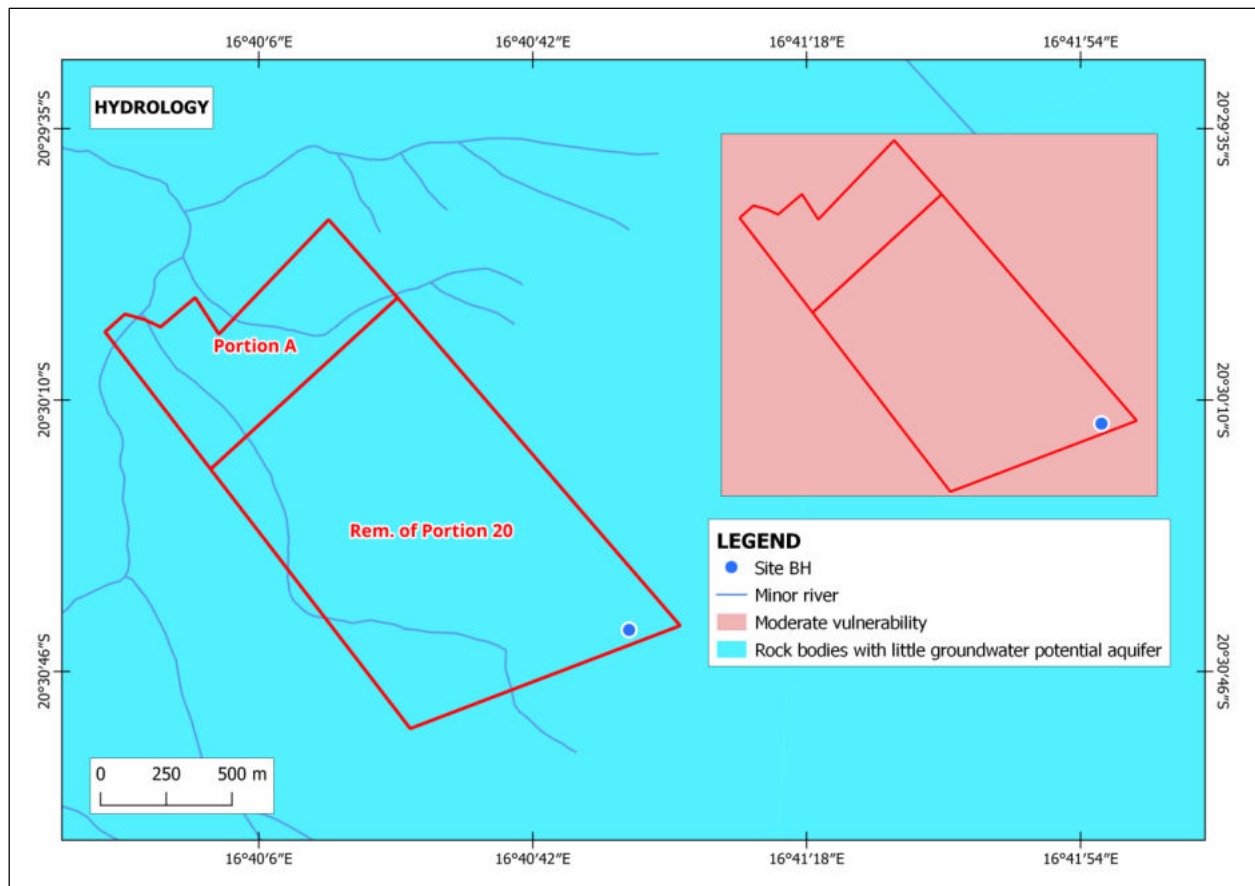 16°40′6″E 16°40′42″E 16°41′18″E 16°41′54″E
HYDROLOGY
20°29′35″S
20°29′35″S
Portion A
20°30′10″S
20°30′10″S
Rem. of Portion 20
LEGEND
Site BH
Minor river
Moderate vulnerability
Rock bodies with little groundwater potential aquifer
20°30′46″S
20°30′46″S
0 250 500 m
16°40′6″E 16°40′42″E 16°41′18″E 16°41′54″E